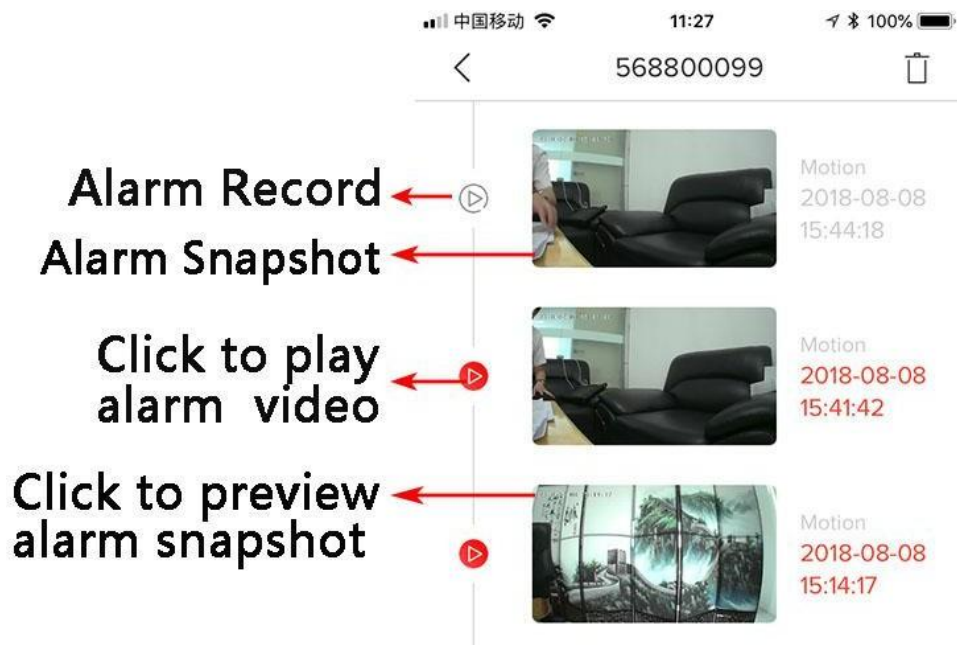 中国移动 11:27 100%
568800099
Alarm Record
Alarm Snapshot
Motion
2018-08-08
15:44:18
Click to play
alarm video
Motion
2018-08-08
15:41:42
Click to preview
alarm snapshot
Motion
2018-08-08
15:14:17